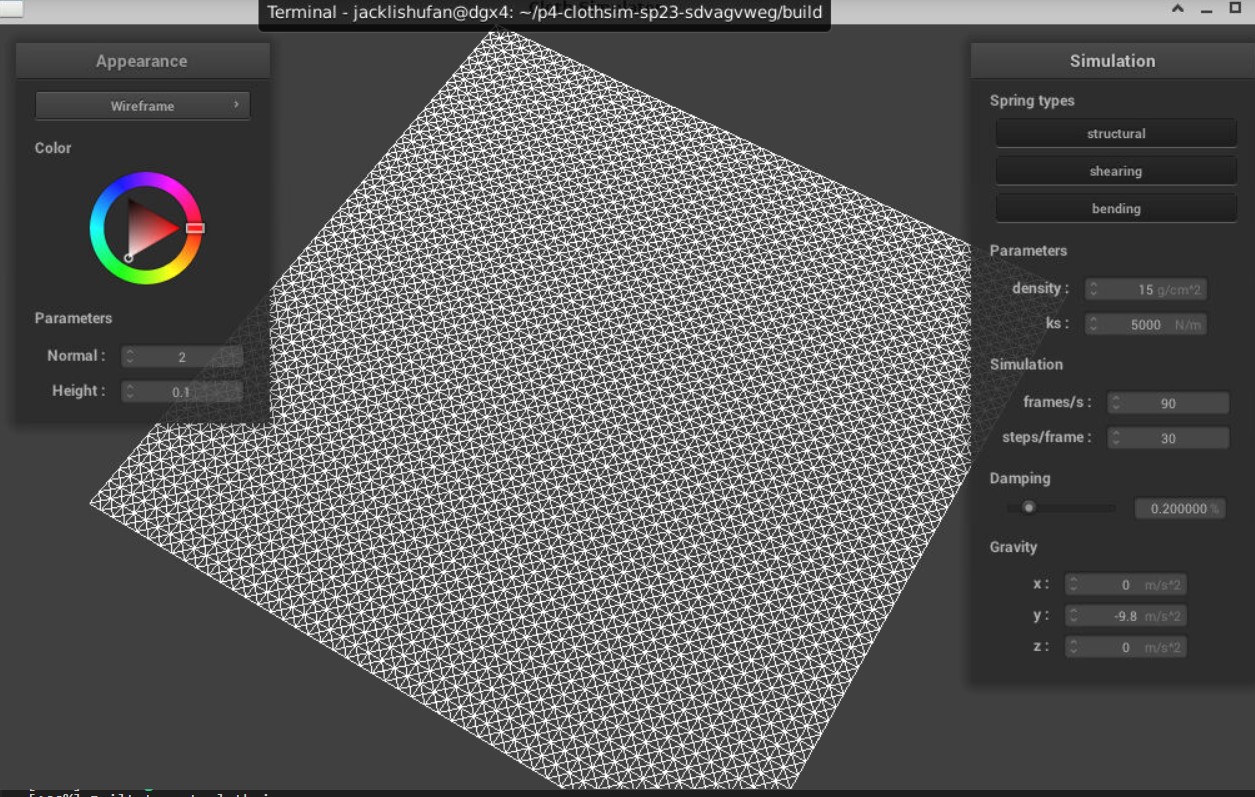 Terminal - jacklishufan@dgx4: ~/p4-clothsim-sp23-sdvagvweg/build
Appearance
Wireframe
Color
Parameters
Normal : 2
Height : 0.1
Simulation
Spring types
structural
shearing
bending
Parameters
density : 15 g/cm^2
ks : 5000 N/m
Simulation
frames/s : 90
steps/frame : 30
Damping
0.200000 %
Gravity
x : 0 m/s^2
y : -9.8 m/s^2
z : 0 m/s^2